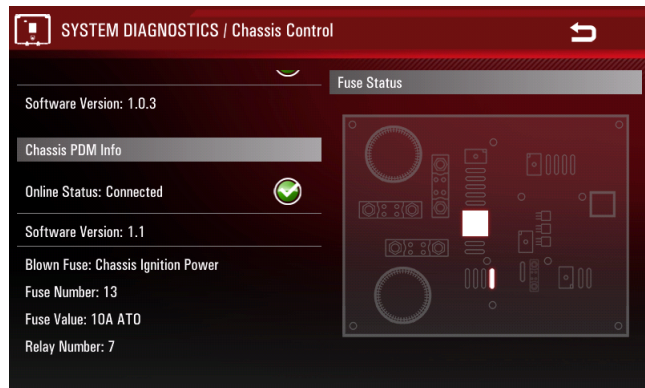 SYSTEM DIAGNOSTICS / Chassis Control
Software Version: 1.0.3
Chassis PDM Info
Online Status: Connected
Software Version: 1.1
Blown Fuse: Chassis Ignition Power
Fuse Number: 13
Fuse Value: 10A ATO
Relay Number: 7
Fuse Status